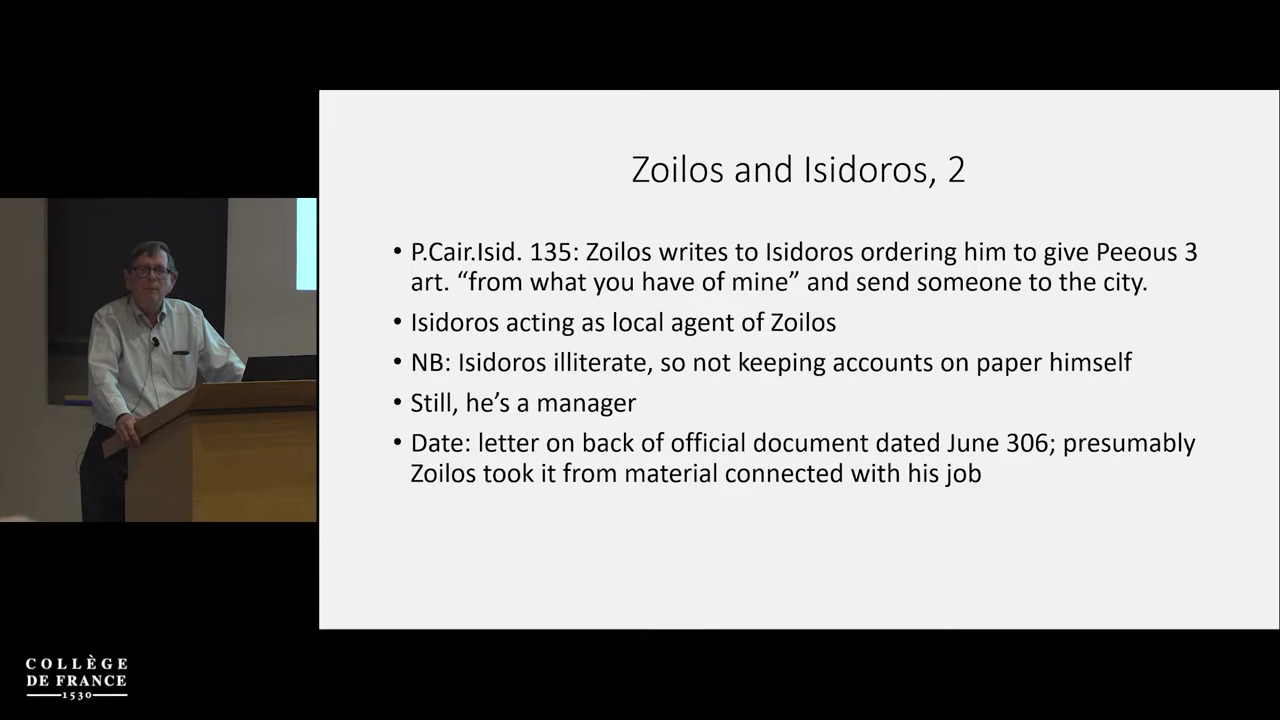 Zoilos and Isidoros, 2
• P.Cair.Isid. 135: Zoilos writes to Isidoros ordering him to give Peeous 3
art. “from what you have of mine” and send someone to the city.
• Isidoros acting as local agent of Zoilos
• NB: Isidoros illiterate, so not keeping accounts on paper himself
• Still, he’s a manager
• Date: letter on back of official document dated June 306; presumably
Zoilos took it from material connected with his job
COLLÈGE
DE FRANCE
1530